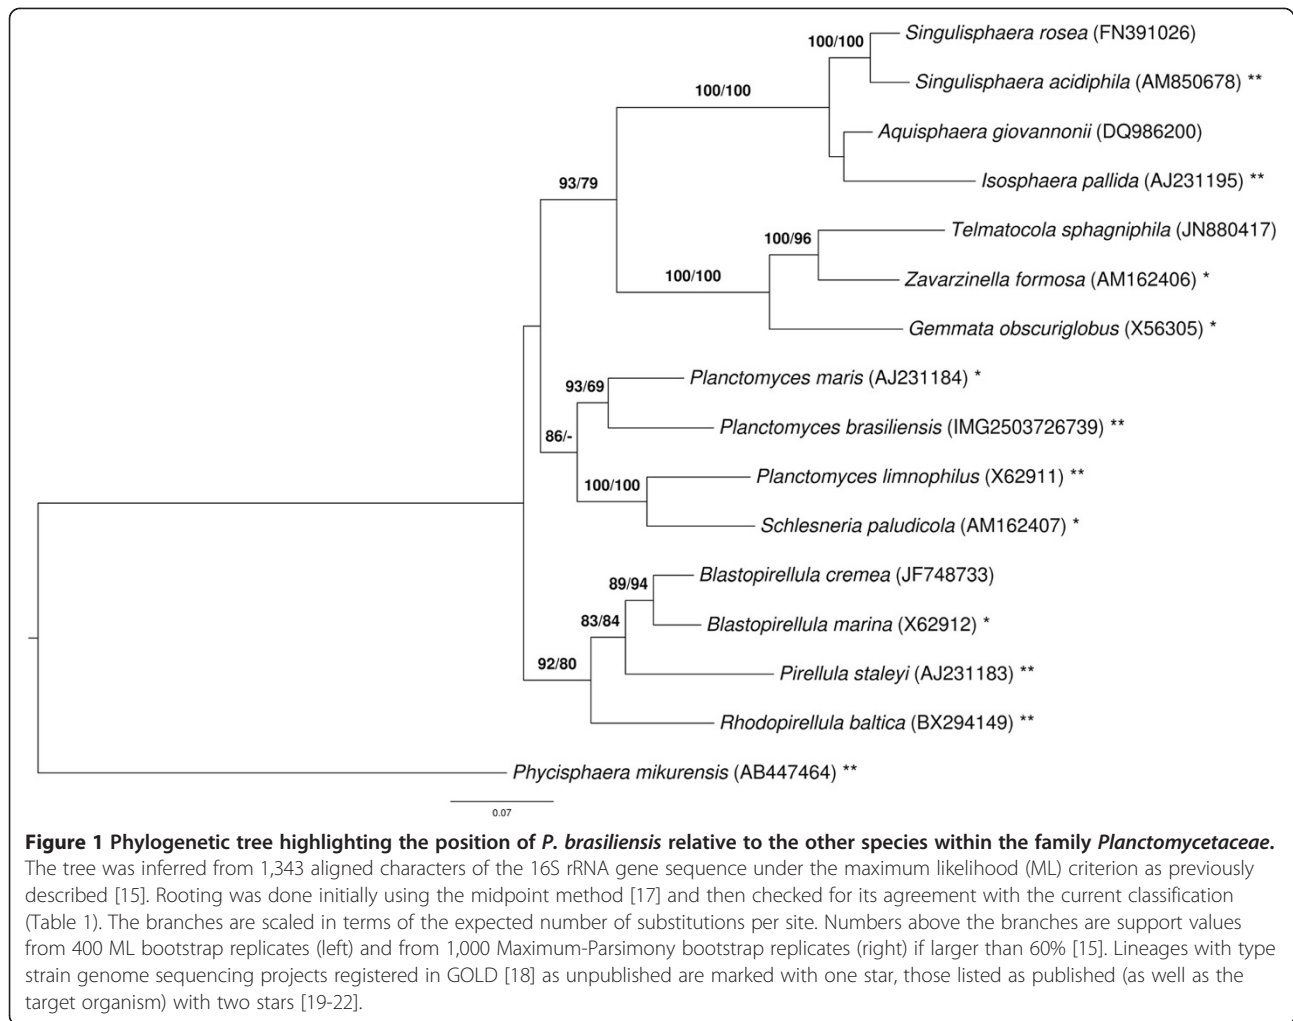 100/100
Singulisphaera rosea (FN391026)
100/100
Singulisphaera acidiphila (AM850678) **
Aquisphaera giovannonii (DQ986200)
93/79
Isosphaera pallida (AJ231195) **
Telmatocola sphagniphila (JN880417)
100/96
100/100
Zavarzinella formosa (AM162406) *
Gemmata obscuriglobus (X56305) *
Planctomyces maris (AJ231184) *
93/69
Planctomyces brasiliensis (IMG2503726739) **
86/-
Planctomyces limnophilus (X62911) **
100/100
Schlesneria paludicola (AM162407) *
Blastopirellula cremea (JF748733)
89/94
Blastopirellula marina (X62912) *
83/84
92/80
Pirellula staleyi (AJ231183) **
Rhodopirellula baltica (BX294149) **
Phycisphaera mikurensis (AB447464) **
0.07
Figure 1 Phylogenetic tree highlighting the position of P. brasiliensis relative to the other species within the family Planctomycetaceae.
The tree was inferred from 1,343 aligned characters of the 16S rRNA gene sequence under the maximum likelihood (ML) criterion as previously
described [15]. Rooting was done initially using the midpoint method [17] and then checked for its agreement with the current classification
(Table 1). The branches are scaled in terms of the expected number of substitutions per site. Numbers above the branches are support values
from 400 ML bootstrap replicates (left) and from 1,000 Maximum-Parsimony bootstrap replicates (right) if larger than 60% [15]. Lineages with type
strain genome sequencing projects registered in GOLD [18] as unpublished are marked with one star, those listed as published (as well as the
target organism) with two stars [19-22].